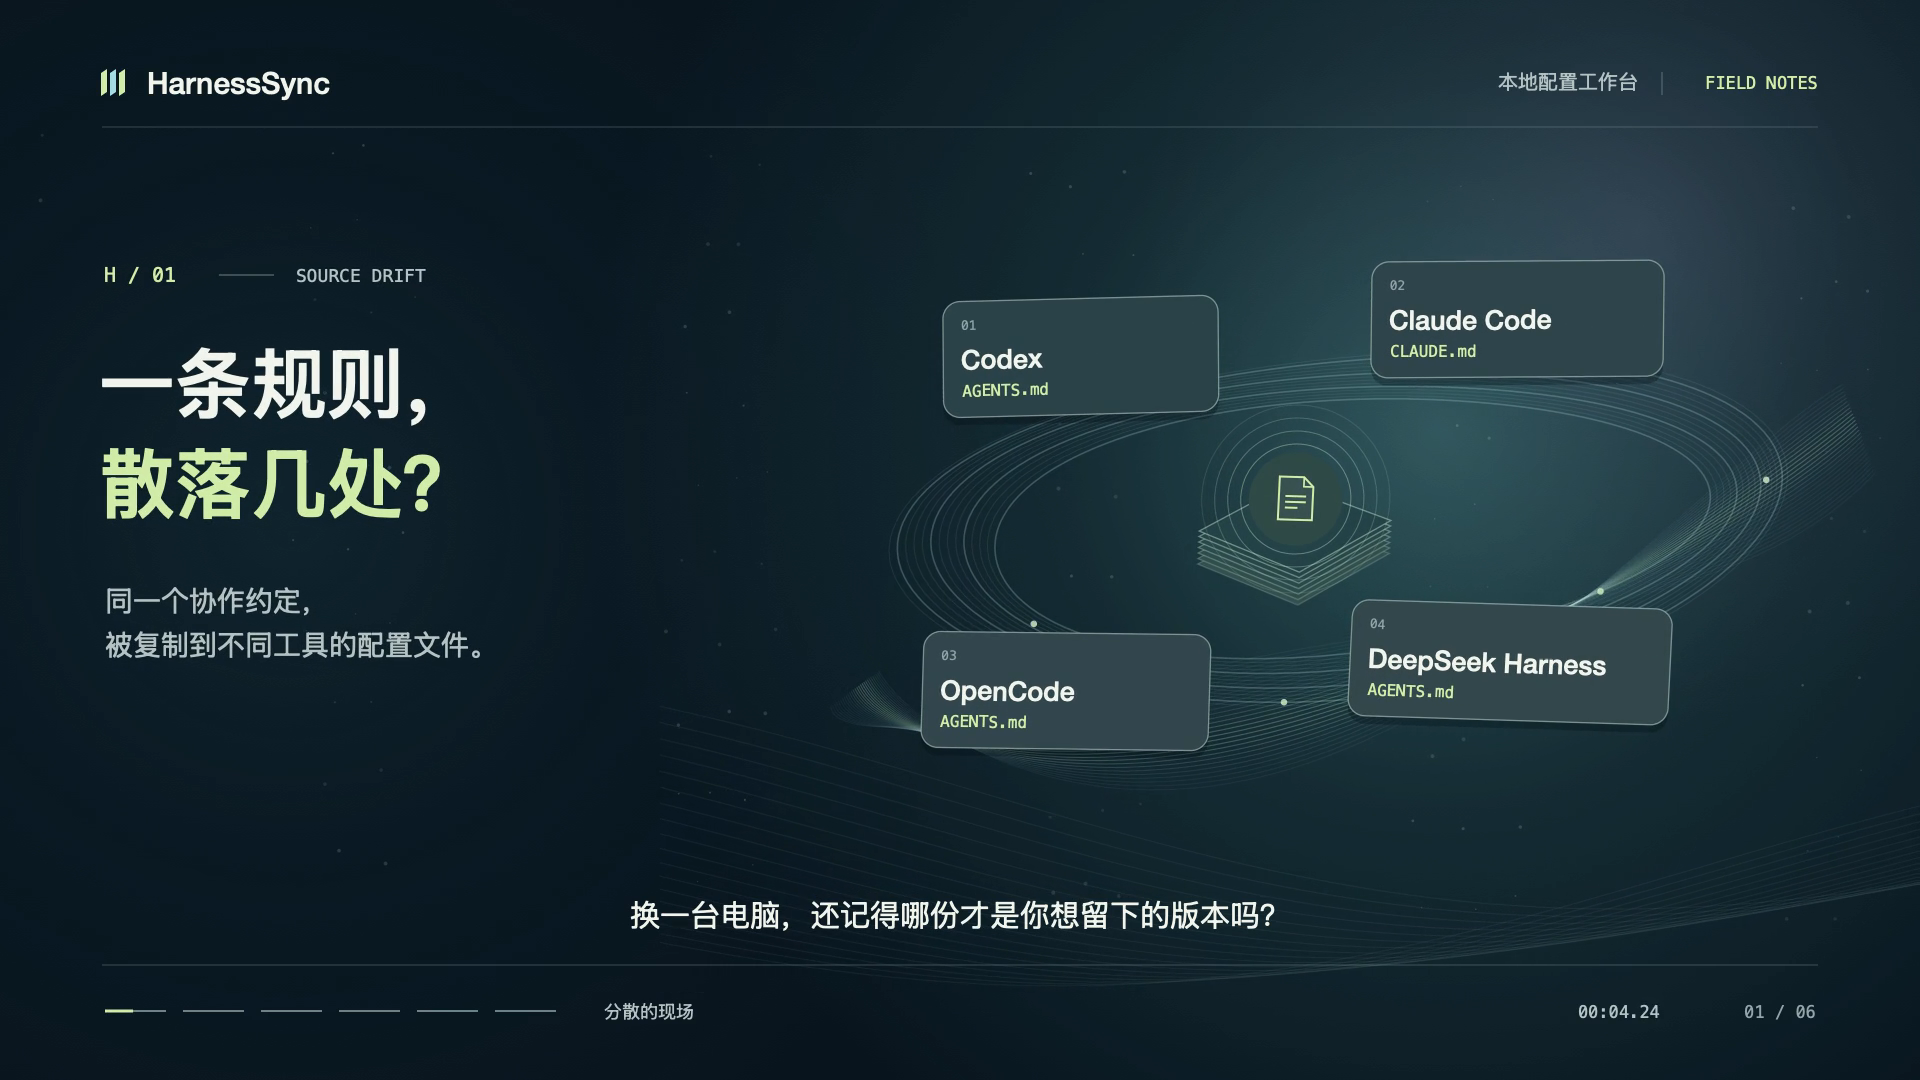 HarnessSync
本地配置工作台
FIELD NOTES
H / 01
SOURCE DRIFT
一条规则,
散落几处?
同一个协作约定,
被复制到不同工具的配置文件。
01
Codex
AGENTS.md
02
Claude Code
CLAUDE.md
03
OpenCode
AGENTS.md
04
DeepSeek Harness
AGENTS.md
换一台电脑, 还记得哪份才是你想留下的版本吗?
分散的现场
00:04.24
01 / 06